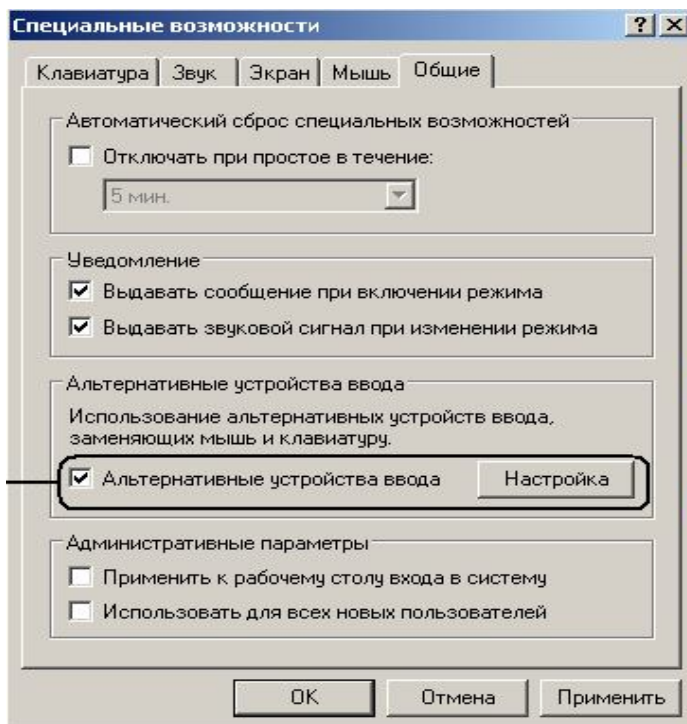 Специальные возможности
Клавиатура Звук Экран Мышь Общие
Автоматический сброс специальных возможностей
Отключать при простое в течение:
5 мин.
Уведомление
Выдавать сообщение при включении режима
Выдавать звуковой сигнал при изменении режима
Альтернативные устройства ввода
Использование альтернативных устройств ввода,
заменяющих мышь и клавиатуру.
Альтернативные устройства ввода Настройка
Административные параметры
Применить к рабочему столу входа в систему
Использовать для всех новых пользователей
OK Отмена Применить